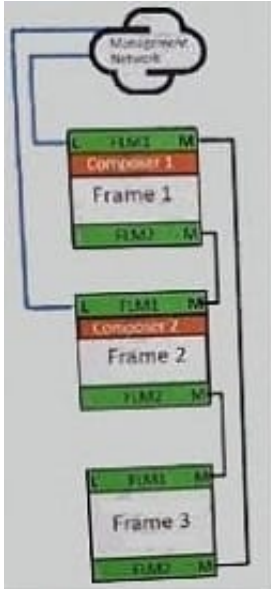 Management
Network
L FLM1 M
Composer 1
Frame 1
FLM2 M
L FLM1 M
Composer 2
Frame 2
FLM2 M
L FLM1 M
Frame 3
FLM2 M